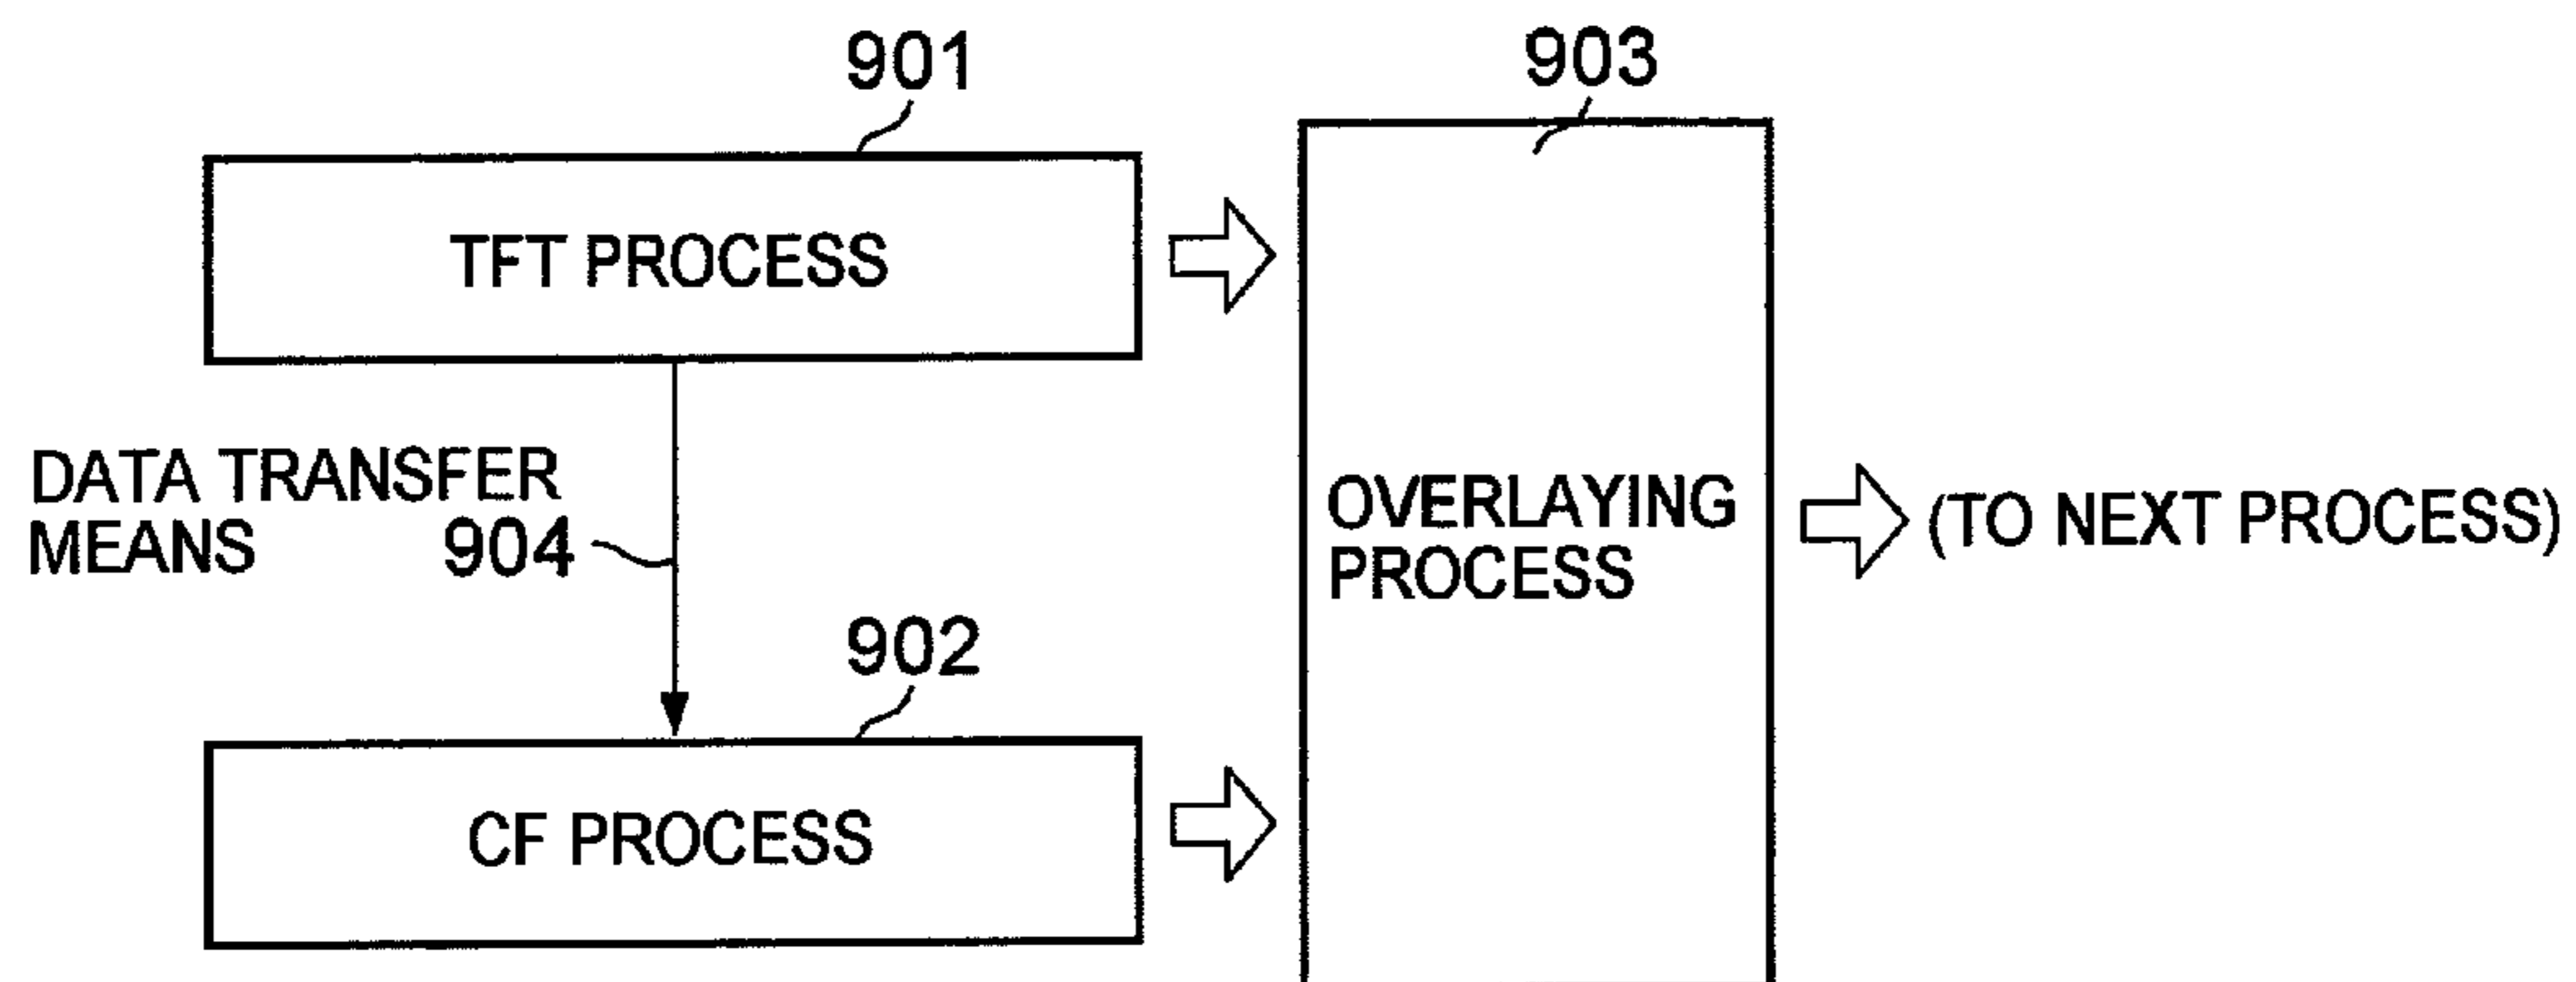 901
903
TFT PROCESS
DATA TRANSFER
MEANS
904
OVERLAYING
PROCESS
(TO NEXT PROCESS)
902
CF PROCESS